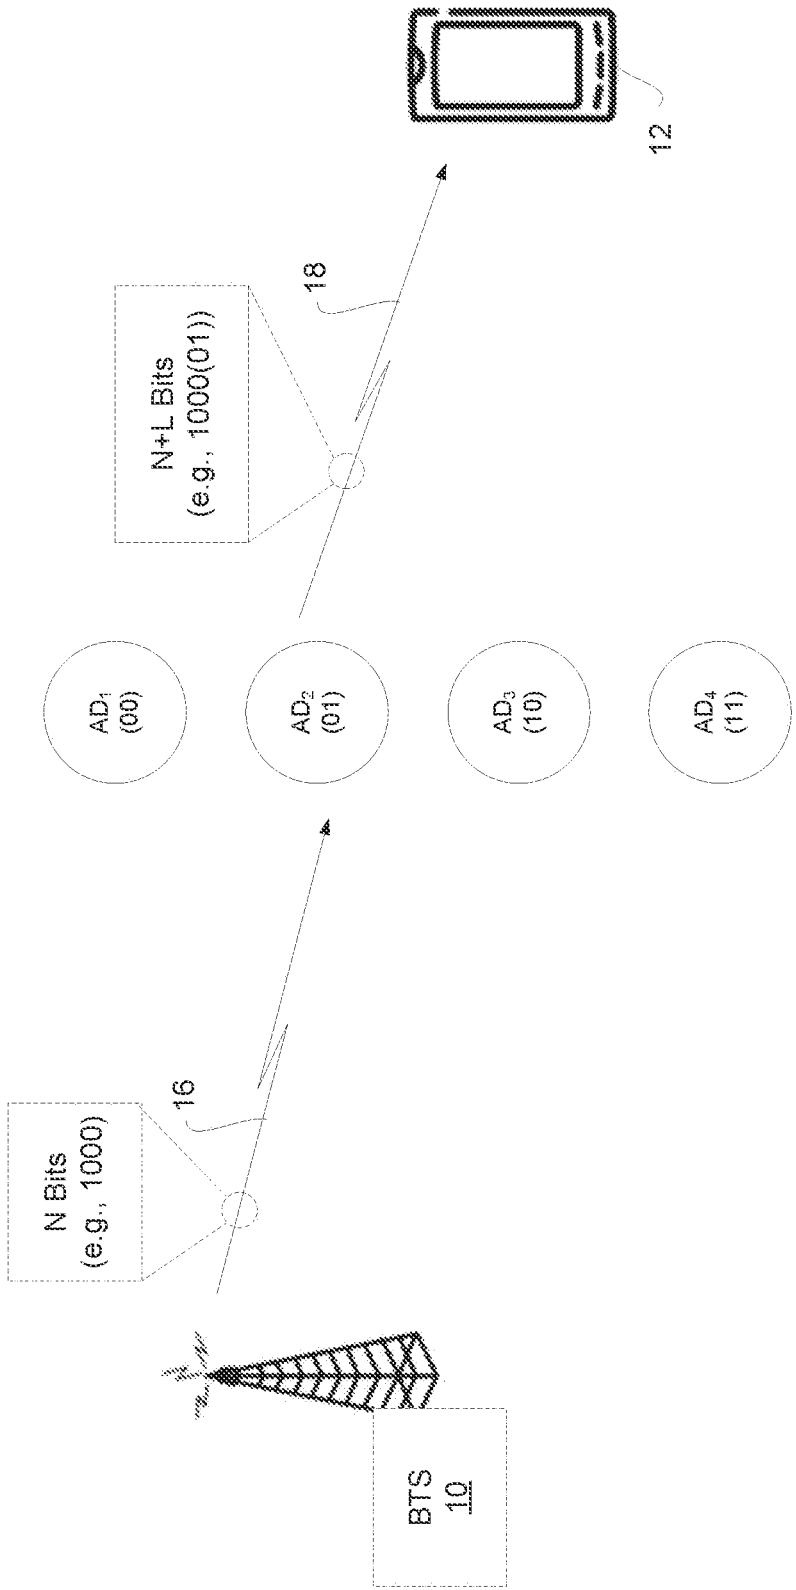 N Bits
(e.g., 1000)
16
BTS
10
AD₁
(00)
AD₂
(01)
AD₃
(10)
AD₄
(11)
N+L Bits
(e.g., 1000(01))
18
12